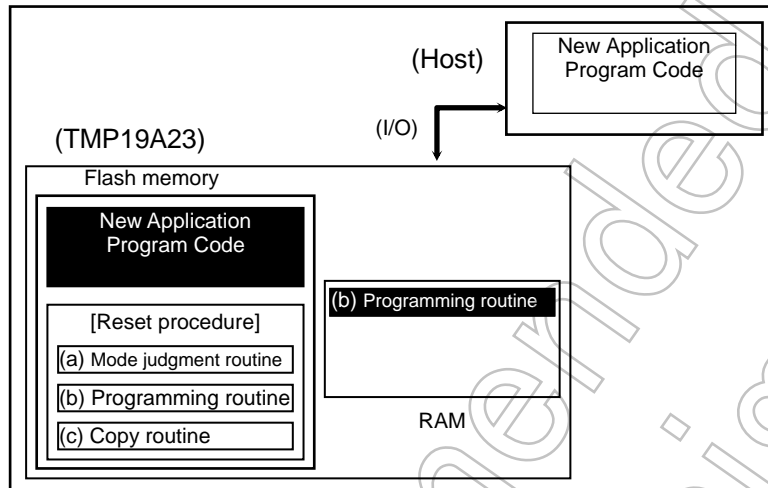 (Host)
New Application
Program Code
(I/O)
(TMP19A23)
Flash memory
New Application
Program Code
[Reset procedure]
(a) Mode judgment routine
(b) Programming routine
(c) Copy routine
(b) Programming routine
RAM